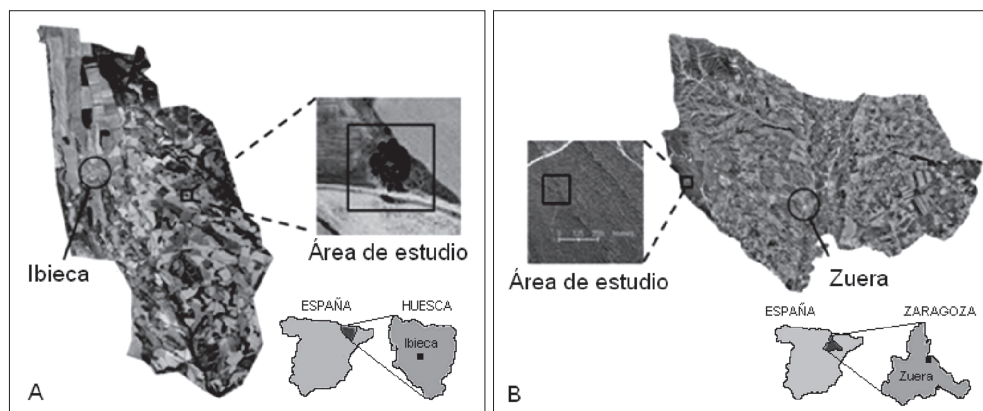 Área de estudio
Ibieca
ESPAÑA
HUESCA
Ibieca
A
Área de estudio
Zuera
ESPAÑA
ZARAGOZA
Zuera
B